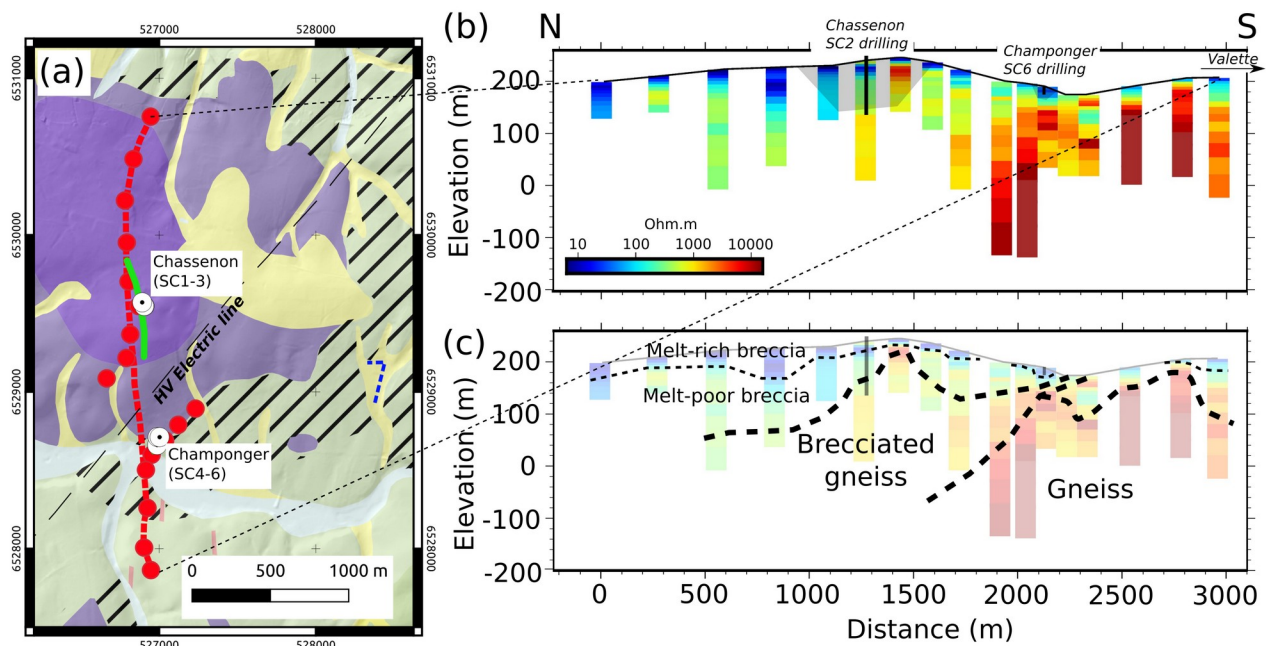 527000
528000
(a)
6531000
6530000
6529000
6528000
6531000
6530000
6529000
6528000
Chassenon
(SC1-3)
HV Electric line
Champonger
(SC4-6)
0 500 1000 m
527000
528000
(b)
N
S
Chassenon
SC2 drilling
Champonger
SC6 drilling
Valette
Elevation (m)
200
100
0
-100
-200
Ohm.m
10 100 1000 10000
(c)
Elevation (m)
200
100
0
-100
-200
Melt-rich breccia
Melt-poor breccia
Brecciated
gneiss
Gneiss
0 500 1000 1500 2000 2500 3000
Distance (m)